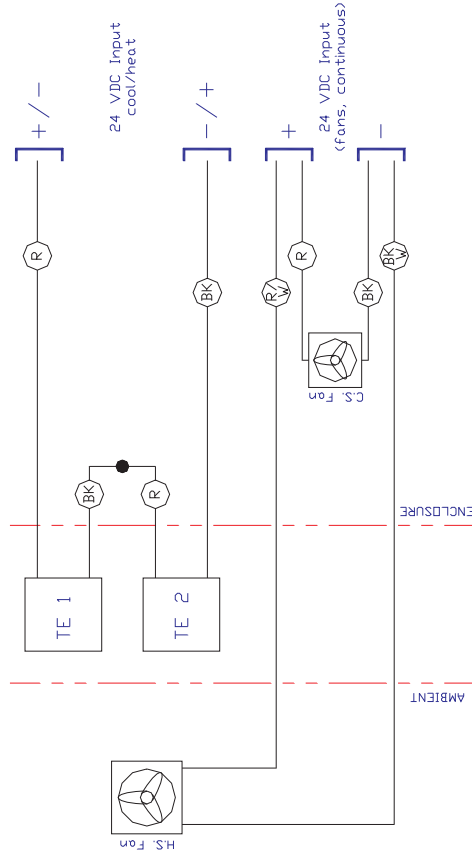 +/-
24 VDC Input
cool/heat
-/+
+
24 VDC Input
(fans, continuous)
-
R
BK
R/
W
R
BK
BK
W
C.S. Fan
BK
R
ENCLOSURE
TE 1
TE 2
AMBIENT
H.S. Fan